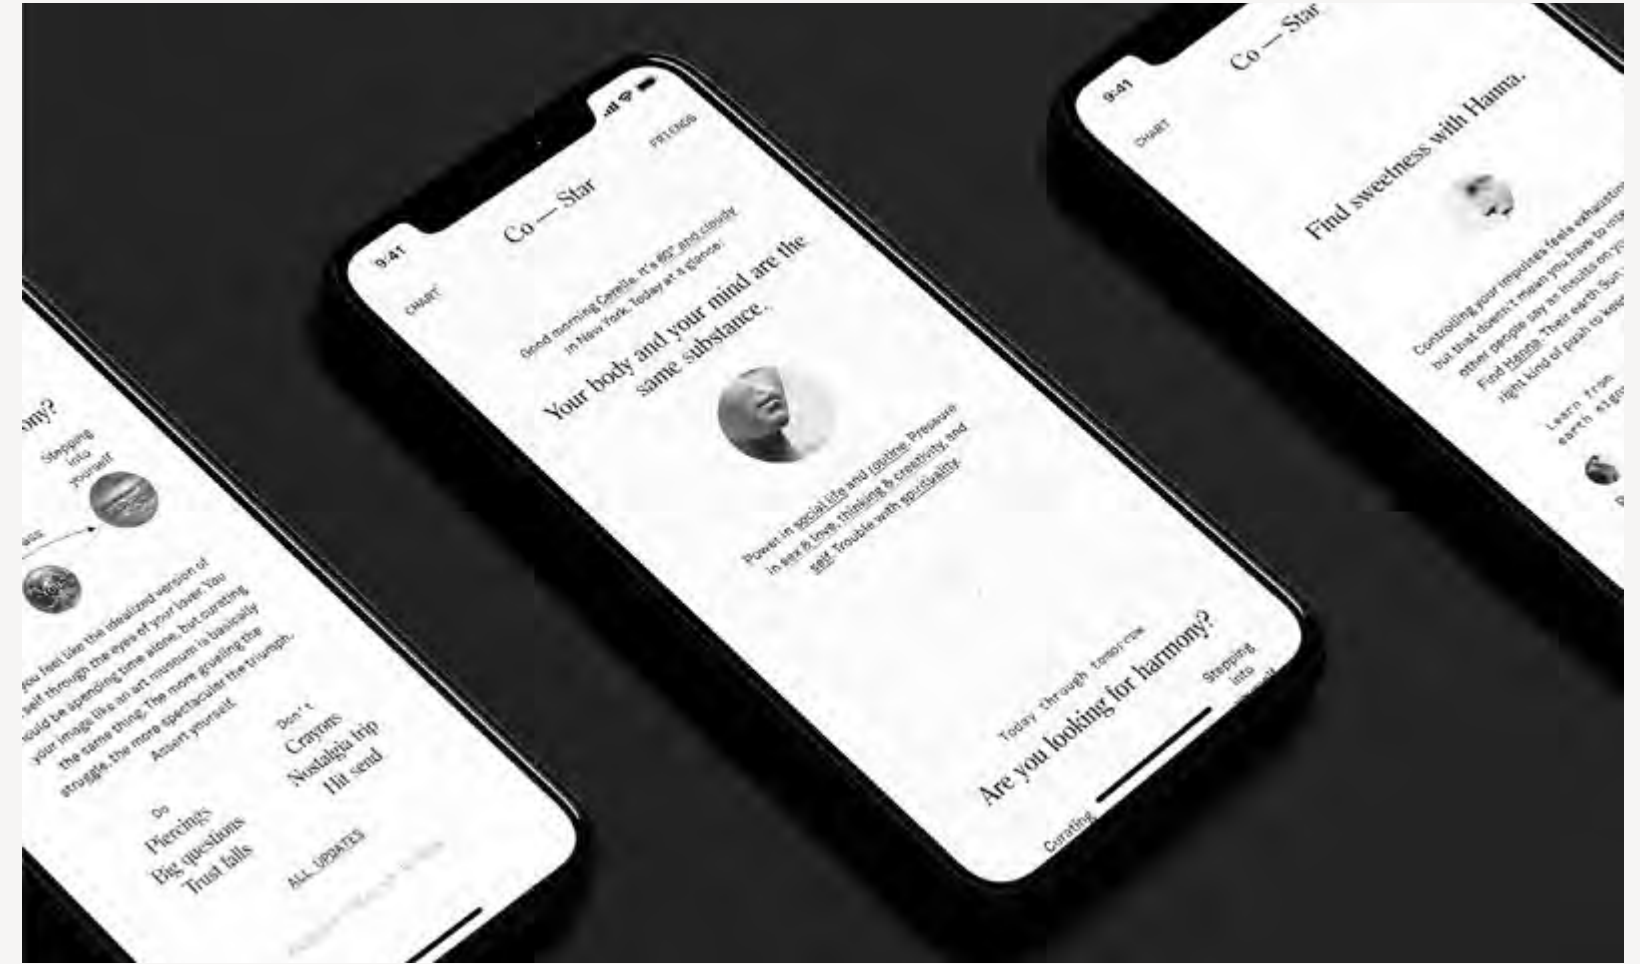 ony?
Stepping
into
yourself
ess
You
you feel like the idealized version of
self through the eyes of your lover. You
ould be spending time alone, but curating
your image like an art museum is basically
the same thing. The more grueling the
struggle, the more spectacular the triumph.
Assert yourself.
Do
Piercings
Big questions
Trust falls
Don't
Crayons
Nostalgia trip
Hit send
ALL UPDATES
9:41
CHART
Co — Star
FRIENDS
Good morning Cerelle. It's 60° and cloudy
in New York. Today at a glance:
Your body and your mind are the
same substance.
Power in social life and routine. Pressure
in sex & love, thinking & creativity, and
self. Trouble with spirituality.
Today through tomorrow
Are you looking for harmony?
Stepping
into
Curating
9:41
CHART
Co — Star
Find sweetness with Hanna.
Controlling your impulses feels exhausting
but that doesn't mean you have to
other people say as insults on
Find Hanna. Their earth Sun
right kind of push to keep
Learn from
earth sign